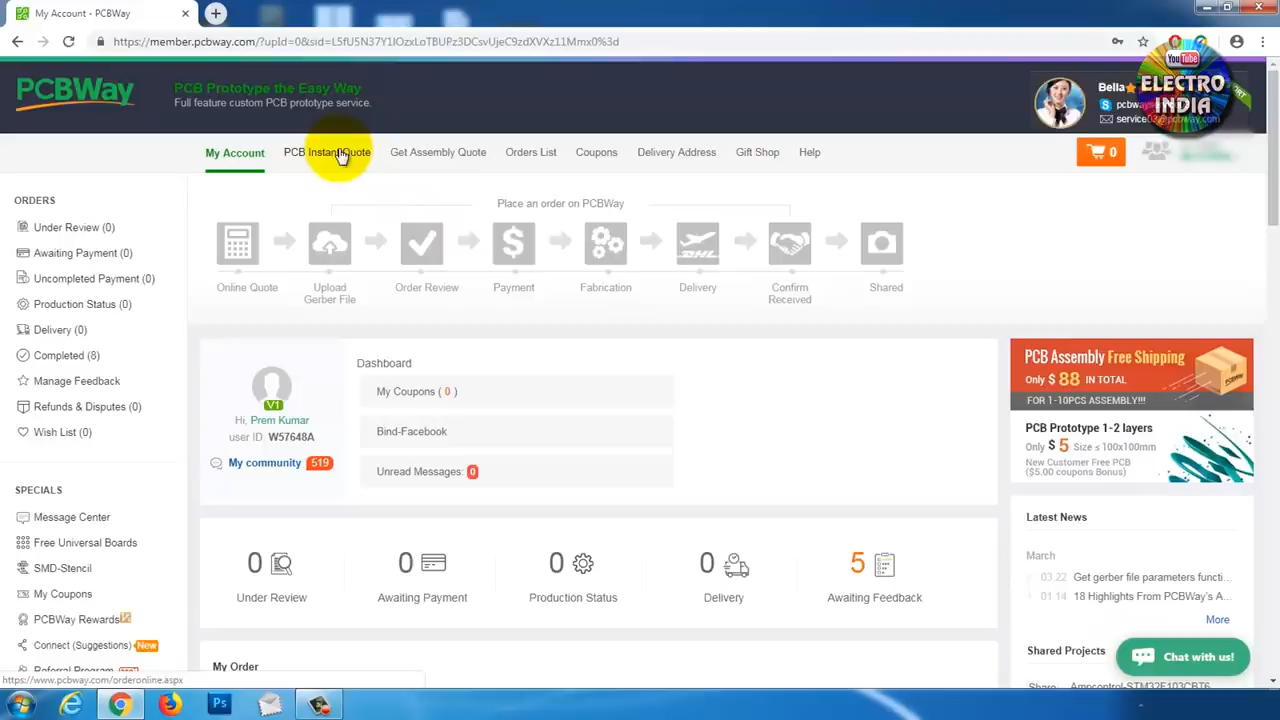 My Account - PCBWay
https://member.pcbway.com/?upId=0&sid=L5fU5N37Y1IOzxLoTBUPz3DCsvUjeC9zdXVXz11Mmx0%3d
PCBWay
PCB Prototype the Easy Way
Full feature custom PCB prototype service.
Bella
YouTube
ELECTRO
INDIA
My Account
PCB Instant Quote
Get Assembly Quote
Orders List
Coupons
Delivery Address
Gift Shop
Help
0
ORDERS
Under Review (0)
Awaiting Payment (0)
Uncompleted Payment (0)
Production Status (0)
Delivery (0)
Completed (8)
Manage Feedback
Refunds & Disputes (0)
Wish List (0)
SPECIALS
Message Center
Free Universal Boards
SMD-Stencil
My Coupons
PCBWay Rewards
Connect (Suggestions) New
Referral Program
Place an order on PCBWay
$
DHL
Online Quote
Upload
Gerber File
Order Review
Payment
Fabrication
Delivery
Confirm
Received
Shared
V1
Hi, Prem Kumar
user ID: W57648A
My community 519
Dashboard
My Coupons ( 0 )
Bind-Facebook
Unread Messages: 0
0
Under Review
0
Awaiting Payment
0
Production Status
0
Delivery
5
Awaiting Feedback
My Order
PCB Assembly Free Shipping
Only $ 88 IN TOTAL
FOR 1-10PCS ASSEMBLY!!!
PCB Prototype 1-2 layers
Only $ 5 Size ≤ 100x100mm
New Customer Free PCB
($5.00 coupons Bonus)
Latest News
March
03.22 Get gerber file parameters functi...
01.14 18 Highlights From PCBWay's A...
More
Shared Projects
Chat with us!
Share: Ampcontrol-STM32F103CBT6
https://www.pcbway.com/orderonline.aspx
Ps